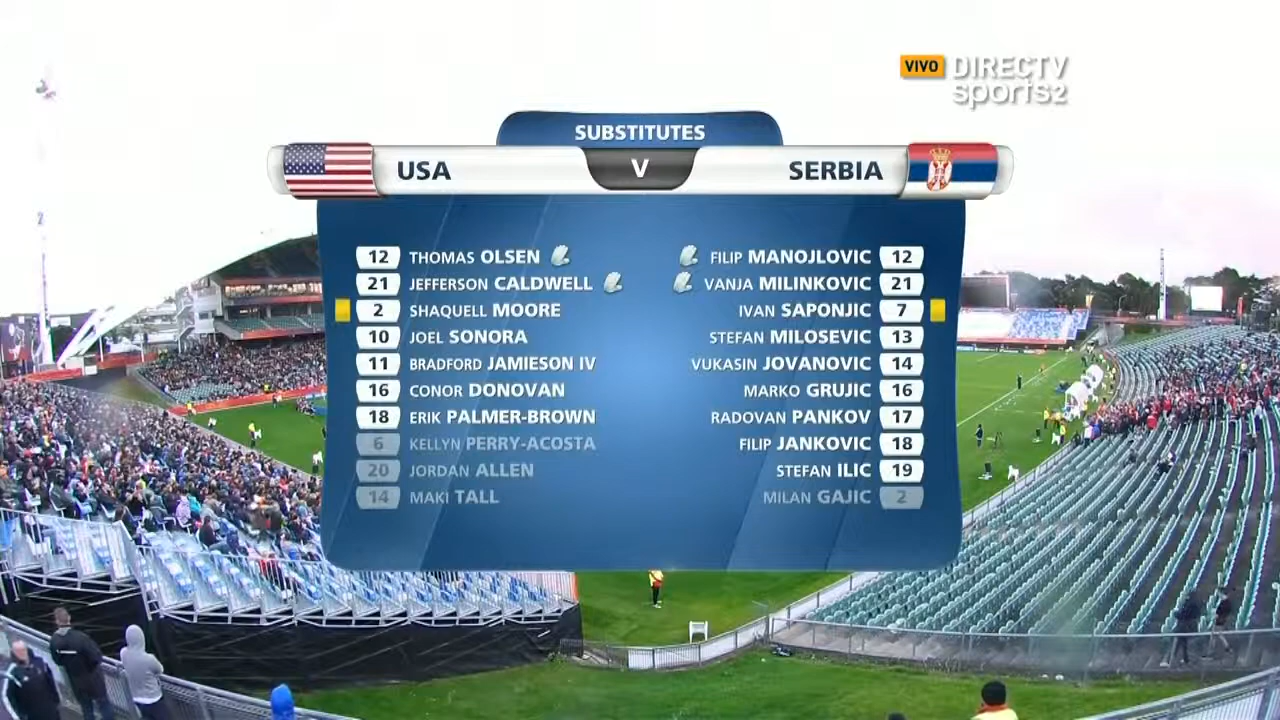 VIVO DIRECTV
sports2
SUBSTITUTES
USA V SERBIA
12 THOMAS OLSEN FILIP MANOJLOVIC 12
21 JEFFERSON CALDWELL VANJA MILINKOVIC 21
2 SHAQUELL MOORE IVAN SAPONJIC 7
10 JOEL SONORA STEFAN MILOSEVIC 13
11 BRADFORD JAMIESON IV VUKASIN JOVANOVIC 14
16 CONOR DONOVAN MARKO GRUJIC 16
18 ERIK PALMER-BROWN RADOVAN PANKOV 17
6 KELLYN PERRY-ACOSTA FILIP JANKOVIC 18
20 JORDAN ALLEN STEFAN ILIC 19
14 MAKI TALL MILAN GAJIC 2